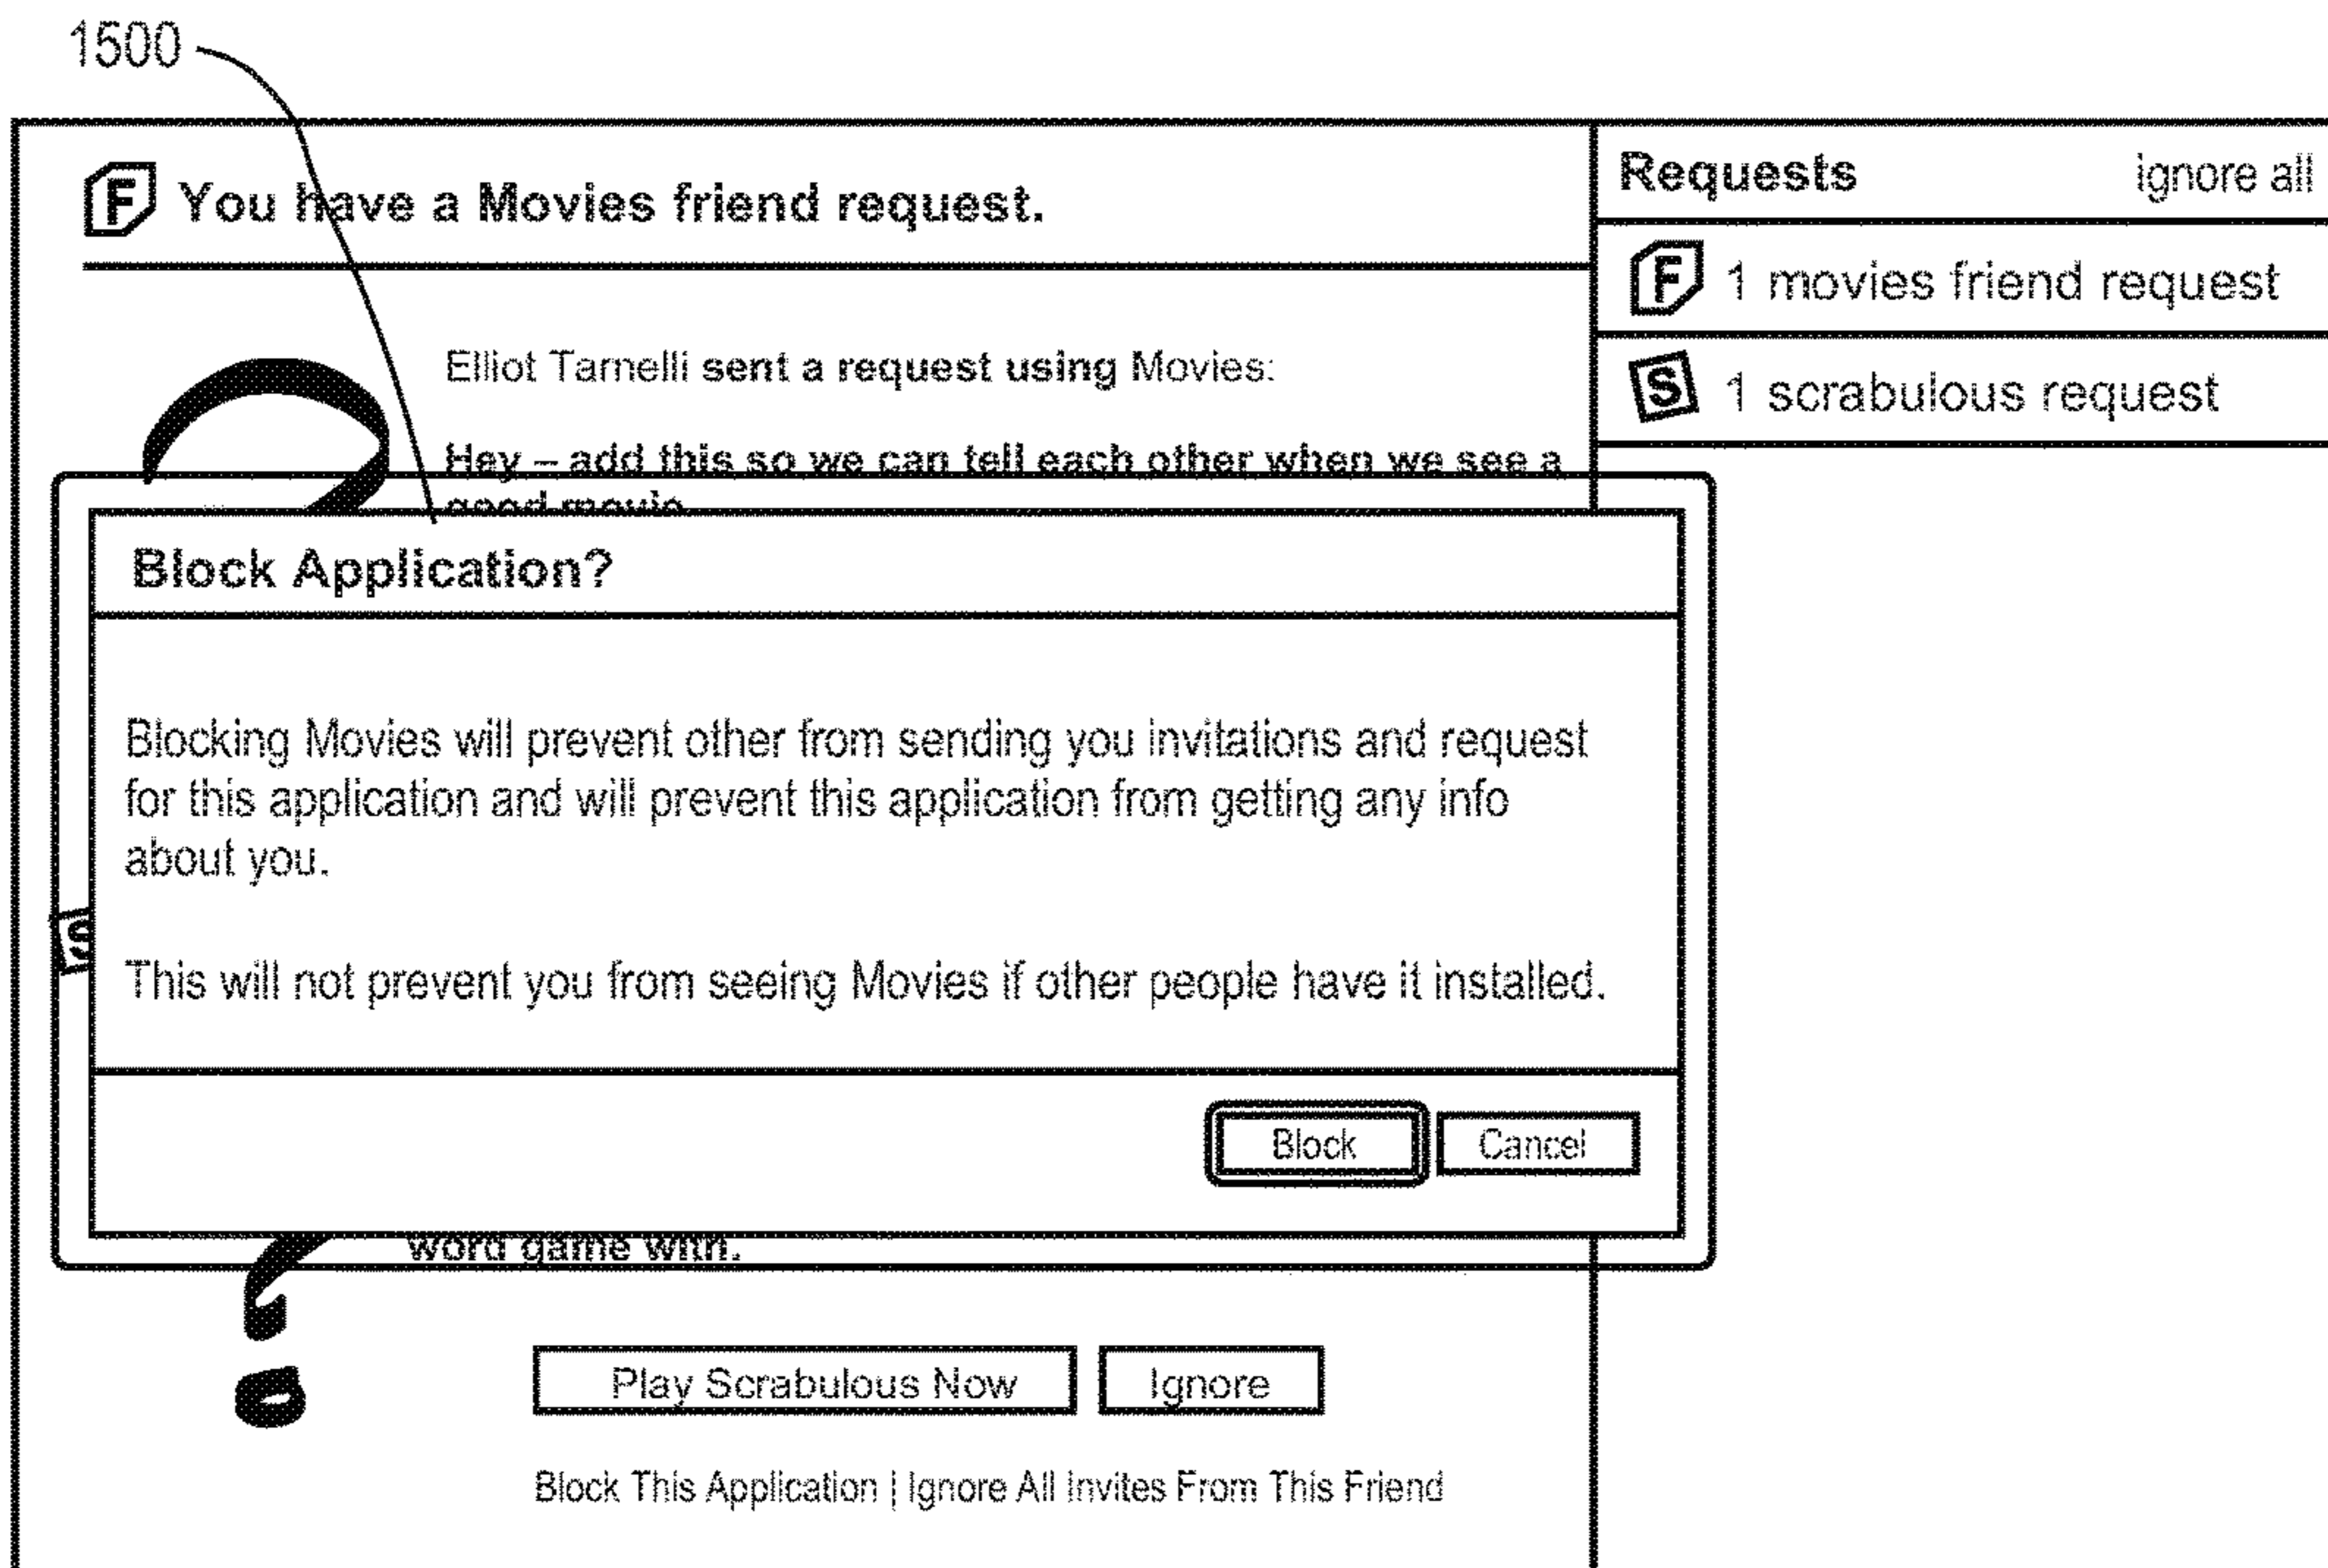 1500
F You have a Movies friend request.
Requests ignore all
F 1 movies friend request
S 1 scrabulous request
Elliot Tarnelli sent a request using Movies:
Hey – add this so we can tell each other when we see a
good movie
Block Application?
Blocking Movies will prevent other from sending you invitations and request
for this application and will prevent this application from getting any info
about you.
S
This will not prevent you from seeing Movies if other people have it installed.
Block Cancel
word game with.
Play Scrabulous Now Ignore
Block This Application | Ignore All Invites From This Friend